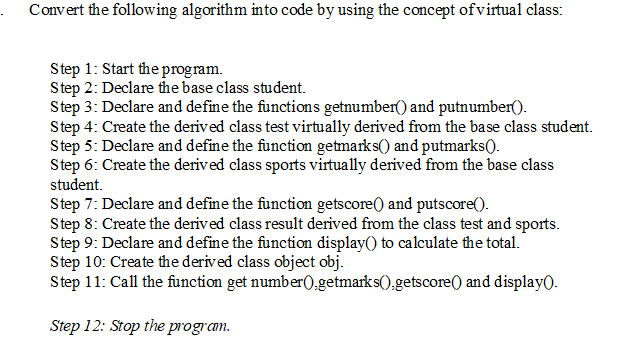 . Convert the following algorithm into code by using the concept of virtual class:
Step 1: Start the program.
Step 2: Declare the base class student.
Step 3: Declare and define the functions getnumber() and putnumber().
Step 4: Create the derived class test virtually derived from the base class student.
Step 5: Declare and define the function getmarks() and putmarks().
Step 6: Create the derived class sports virtually derived from the base class
student.
Step 7: Declare and define the function getscore() and putscore().
Step 8: Create the derived class result derived from the class test and sports.
Step 9: Declare and define the function display() to calculate the total.
Step 10: Create the derived class object obj.
Step 11: Call the function get number(),getmarks(),getscore() and display().
Step 12: Stop the program.